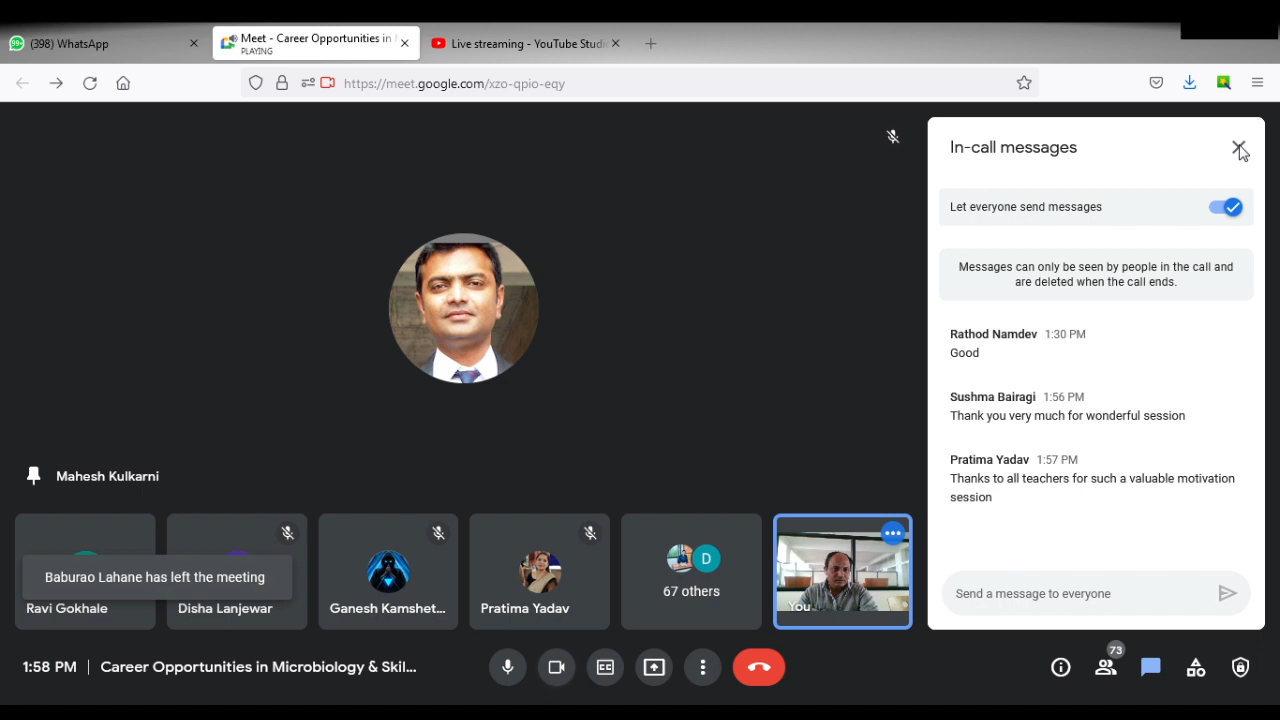 99+ (398) WhatsApp
Meet - Career Opportunities in
PLAYING
Live streaming - YouTube Studi
https://meet.google.com/xzo-qpio-eqy
In-call messages
Let everyone send messages
Messages can only be seen by people in the call and
are deleted when the call ends.
Rathod Namdev 1:30 PM
Good
Sushma Bairagi 1:56 PM
Thank you very much for wonderful session
Pratima Yadav 1:57 PM
Thanks to all teachers for such a valuable motivation
session
Send a message to everyone
Mahesh Kulkarni
Baburao Lahane has left the meeting
Ravi Gokhale
Disha Lanjewar
Ganesh Kamshet...
Pratima Yadav
D
67 others
You
1:58 PM | Career Opportunities in Microbiology & Skil...
73